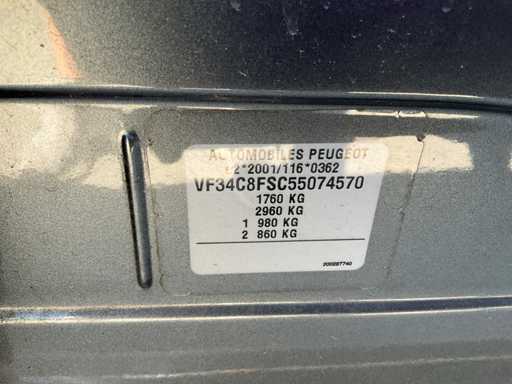 AUTOMOBILES PEUGEOT
e2*2001/116*0362
VF34C8FSC55074570
1760 KG
2960 KG
1 980 KG
2 860 KG